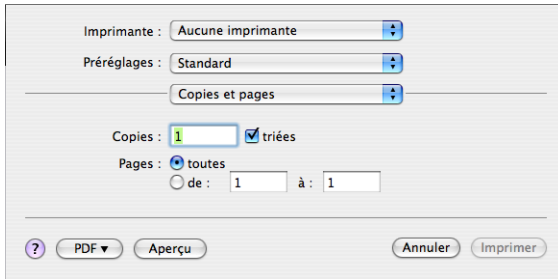 Imprimante : Aucune imprimante
Préréglages : Standard
Copies et pages
Copies : 1 triées
Pages : toutes
de : 1 à : 1
? PDF ▼ Aperçu Annuler Imprimer